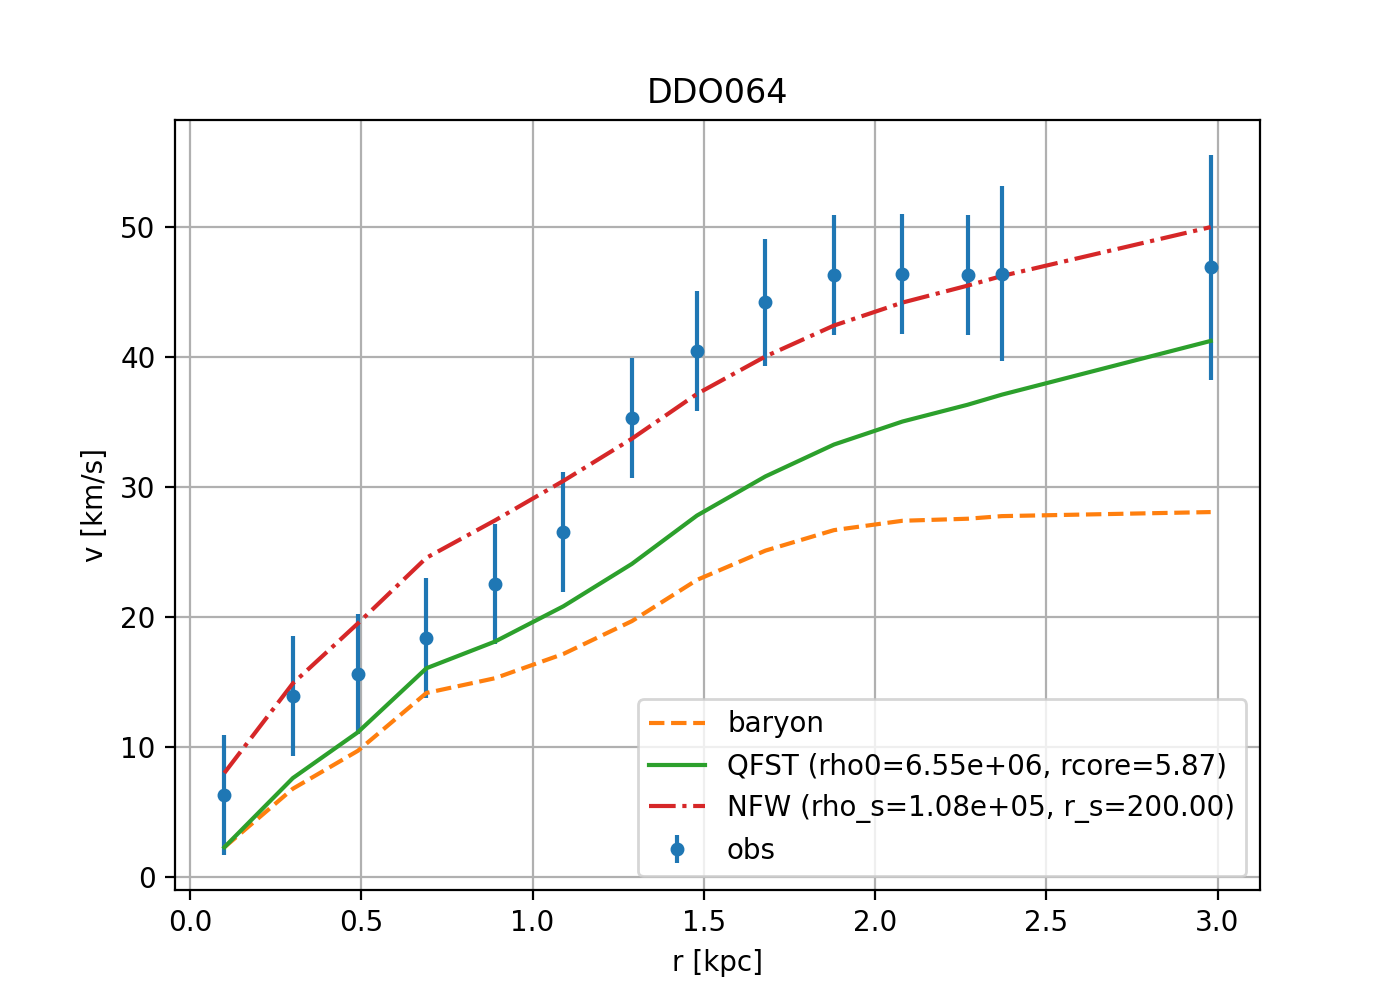 DDO064
v [km/s]
50
40
30
20
10
0
baryon
QFST (rho0=6.55e+06, rcore=5.87)
NFW (rho_s=1.08e+05, r_s=200.00)
obs
0.0 0.5 1.0 1.5 2.0 2.5 3.0
r [kpc]